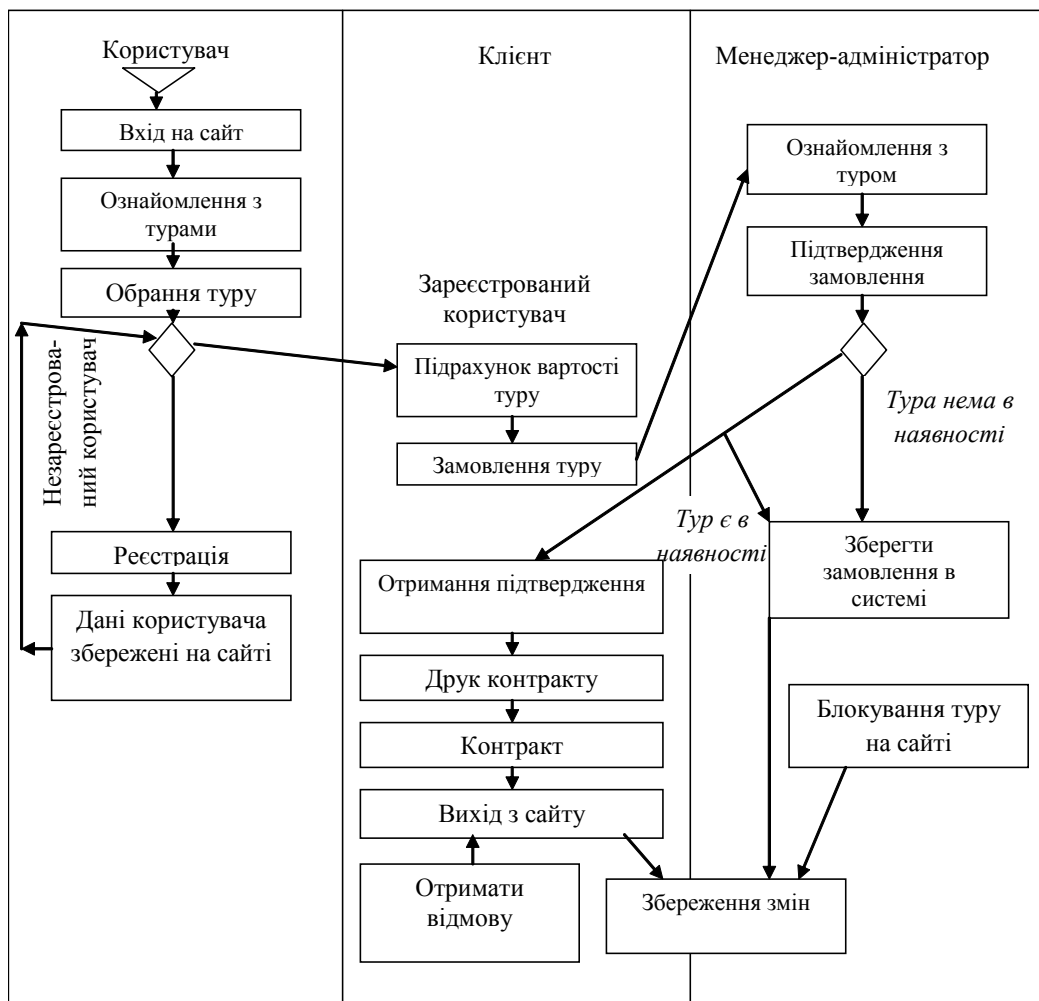 Користувач
Вхід на сайт
Ознайомлення з
турами
Обрання туру
Незареєстрова-
ний користувач
Реєстрація
Дані користувача
збережені на сайті
Клієнт
Зареєстрований
користувач
Підрахунок вартості
туру
Замовлення туру
Отримання підтвердження
Друк контракту
Контракт
Вихід з сайту
Отримати
відмову
Менеджер-адміністратор
Ознайомлення з
туром
Підтвердження
замовлення
Тура нема в
наявності
Тур є в
наявності
Зберегти
замовлення в
системі
Блокування туру
на сайті
Збереження змін